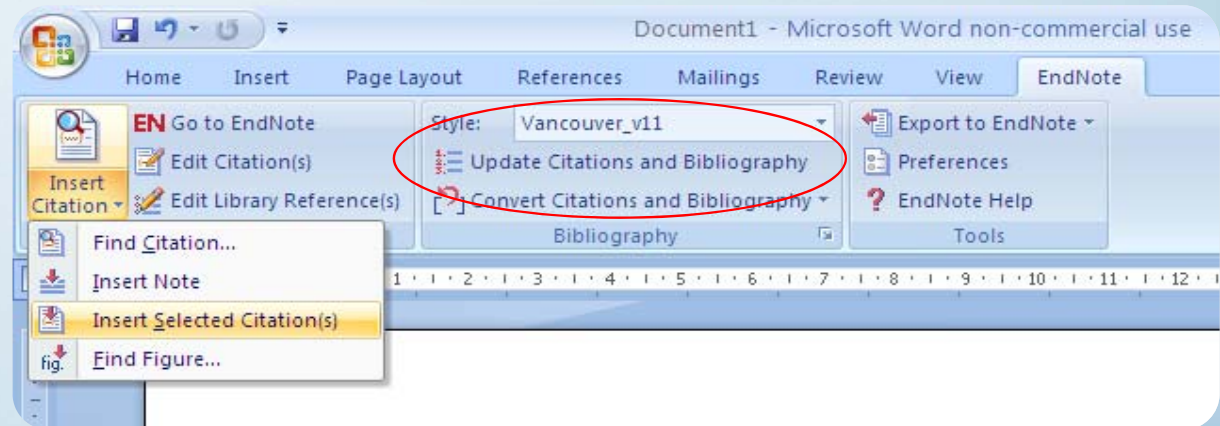 Document1 - Microsoft Word non-commercial use
Home Insert Page Layout References Mailings Review View EndNote
Insert Citation
EN Go to EndNote
Edit Citation(s)
Edit Library Reference(s)
Style: Vancouver_v11
Update Citations and Bibliography
Convert Citations and Bibliography
Bibliography
Export to EndNote
Preferences
? EndNote Help
Tools
Find Citation...
Insert Note
Insert Selected Citation(s)
fig. Find Figure...
1 2 3 4 5 6 7 8 9 10 11 12